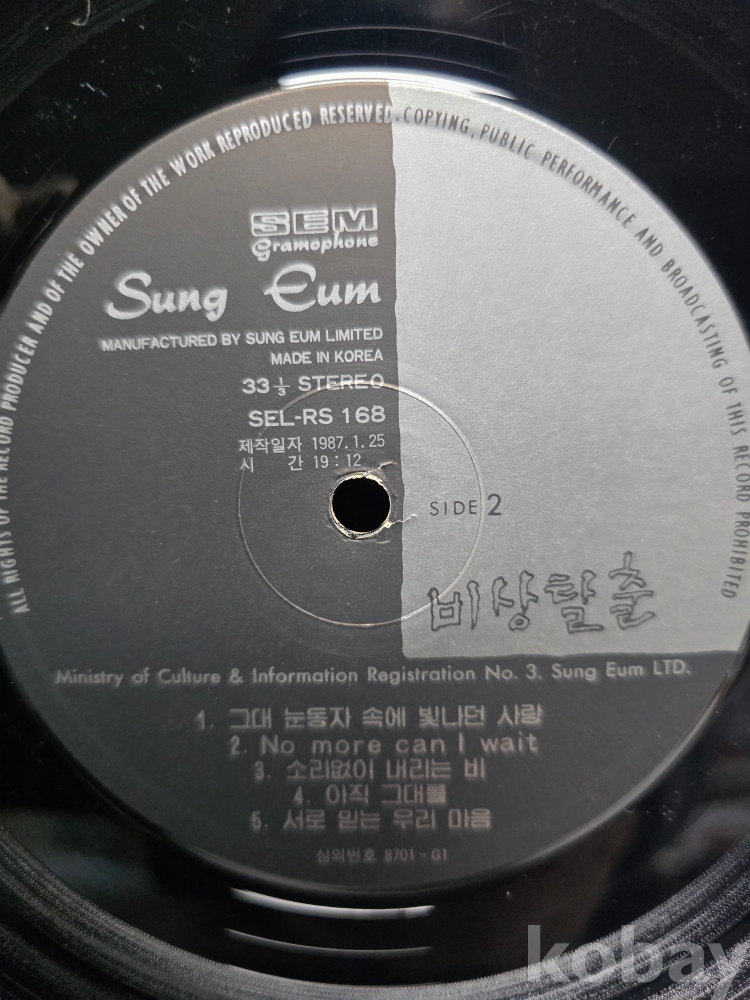 ALL RIGHTS OF THE RECORD PRODUCER AND OF THE OWNER OF THE WORK REPRODUCED RESERVED. COPYING, PUBLIC PERFORMANCE AND BROADCASTING OF THIS RECORD PROHIBITED
SEM
Gramophone
Sung Eum
MANUFACTURED BY SUNG EUM LIMITED
MADE IN KOREA
33 1/3 STEREO
SEL-RS 168
제작일자 1987.1.25
시 간 19:12
SIDE 2
비상탈출
Ministry of Culture & Information Registration No. 3. Sung Eum LTD.
1. 그대 눈동자 속에 빛나던 사랑
2. No more can I wait
3. 소리없이 내리는 비
4. 아직 그대를
5. 서로 믿는 우리 마음
심의번호 8701-G1
kobay